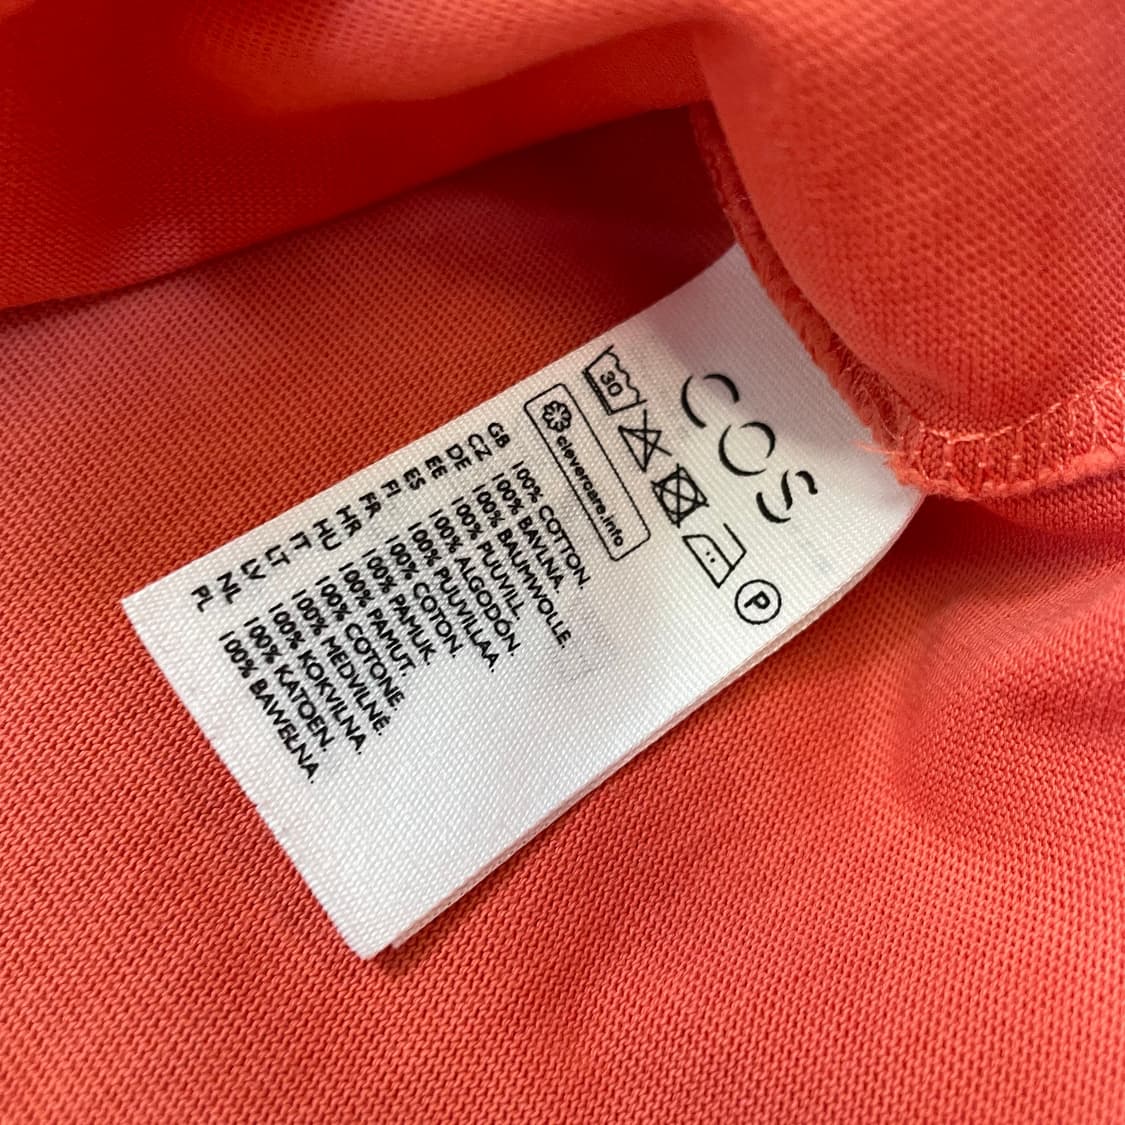 COS
30
P
clevercare.info
GB 100% COTTON.
CZ 100% BAVLNA.
DE 100% BAUMWOLLE.
EE 100% PUUVILL.
ES 100% ALGODÓN.
FI 100% PUUVILLAA.
FR 100% COTON.
HR 100% PAMUK.
HU 100% PAMUT.
IT 100% COTONE.
LT 100% MEDVILNĖ.
LV 100% KOKVILNA.
NL 100% KATOEN.
PL 100% BAWEŁNA.